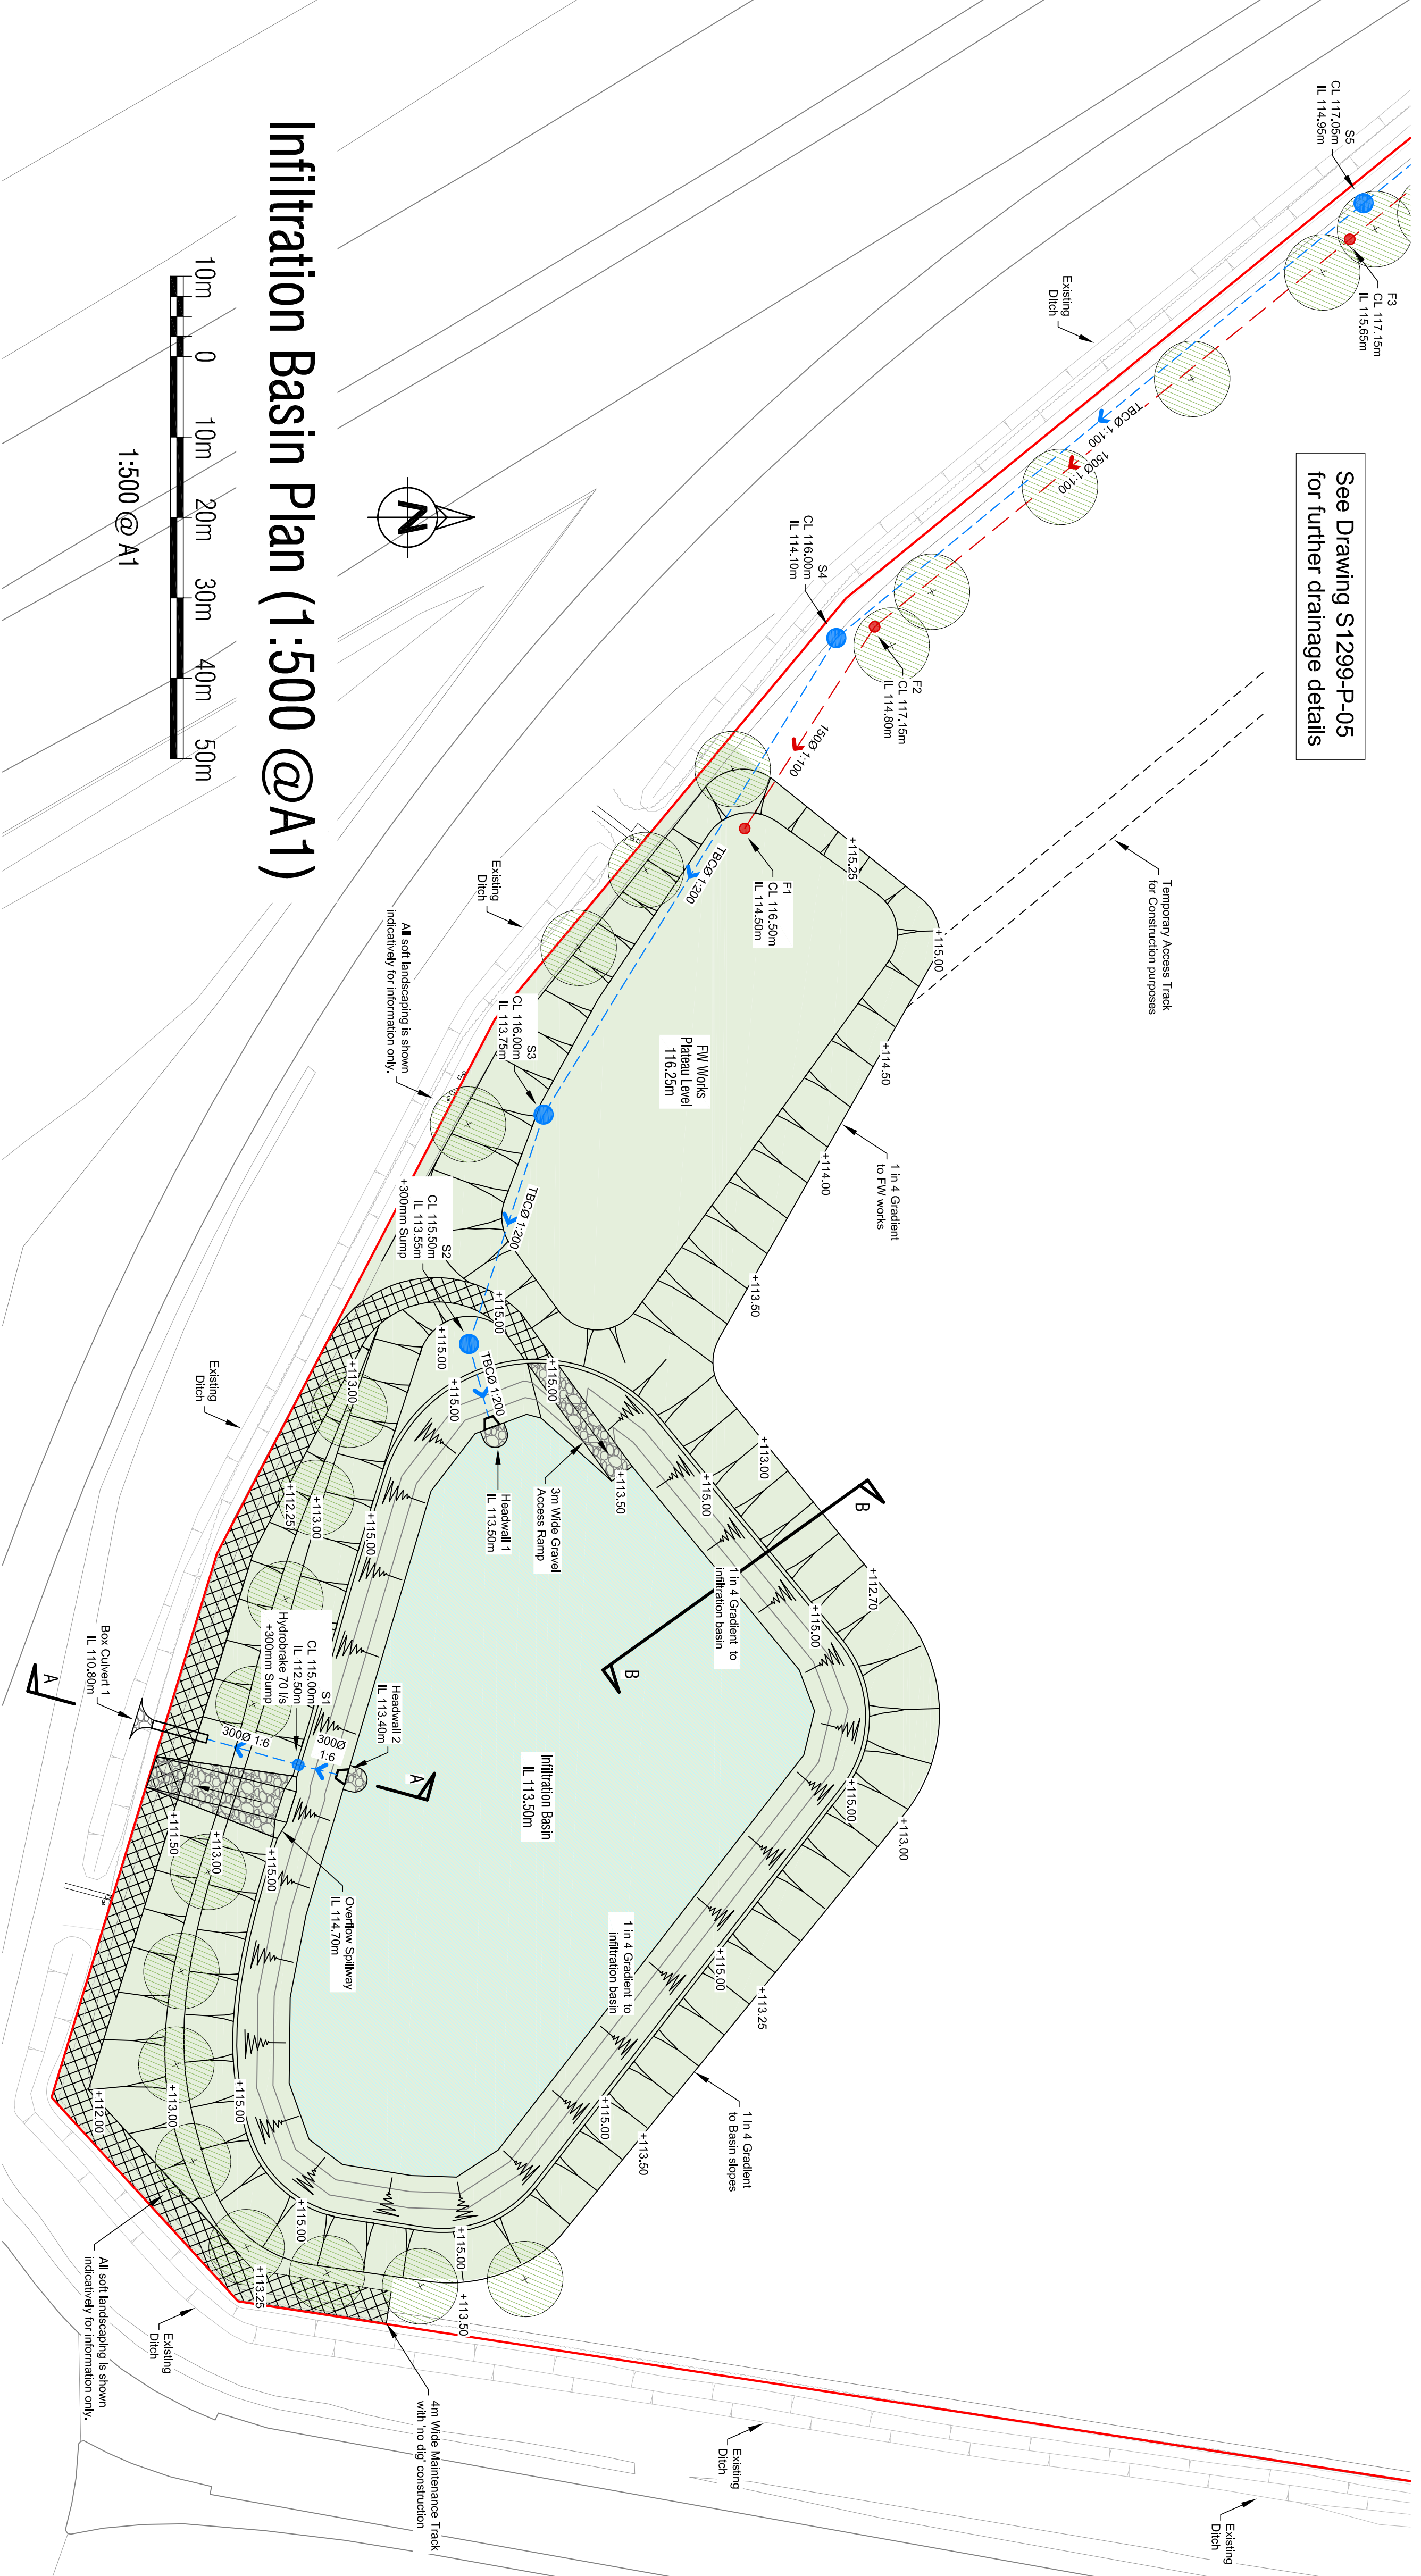 See Drawing S1299-P-05
for further drainage details
S5
CL 117.05m
IL 114.95m
F3
CL 117.15m
IL 115.65m
Existing
Ditch
TBCØ 1:100
150Ø 1:100
S4
CL 116.00m
IL 114.10m
F2
CL 117.15m
IL 114.80m
150Ø 1:100
TBCØ 1:200
F1
CL 116.50m
IL 114.50m
Temporary Access Track
for Construction purposes
+115.25
+115.00
+114.50
+114.00
+113.50
1 in 4 Gradient
to FW works
FW Works
Plateau Level
116.25m
Existing
Ditch
All soft landscaping is shown
indicatively for information only.
S3
CL 116.00m
IL 113.75m
TBCØ 1:200
S2
CL 115.50m
IL 113.55m
+300mm Sump
+115.00
+115.00
+115.00
+115.00
TBCØ 1:200
Headwall 1
IL 113.50m
3m Wide Gravel
Access Ramp
+113.50
+113.00
+115.00
B
1 in 4 Gradient to
infiltration basin
+112.70
+115.00
B
+113.00
+112.25
+113.00
+115.00
Existing
Ditch
S1
CL 115.00m
IL 112.50m
Hydrobrake 70 l/s
+300mm Sump
Headwall 2
IL 113.40m
300Ø
1:6
300Ø 1:6
Box Culvert 1
IL 110.80m
A
A
Infiltration Basin
IL 113.50m
Overflow Spillway
IL 114.70m
+111.50
+113.00
+115.00
+115.00
+113.00
1 in 4 Gradient to
infiltration basin
+115.00
+113.25
+115.00
+113.50
1 in 4 Gradient
to Basin slopes
+112.00
+113.00
+115.00
+115.00
+115.00
+113.25
+113.50
All soft landscaping is shown
indicatively for information only.
Existing
Ditch
4m Wide Maintenance Track
with 'no dig' construction
Existing
Ditch
Existing
Ditch
N
Infiltration Basin Plan (1:500 @A1)
10m 0 10m 20m 30m 40m 50m
1:500 @ A1